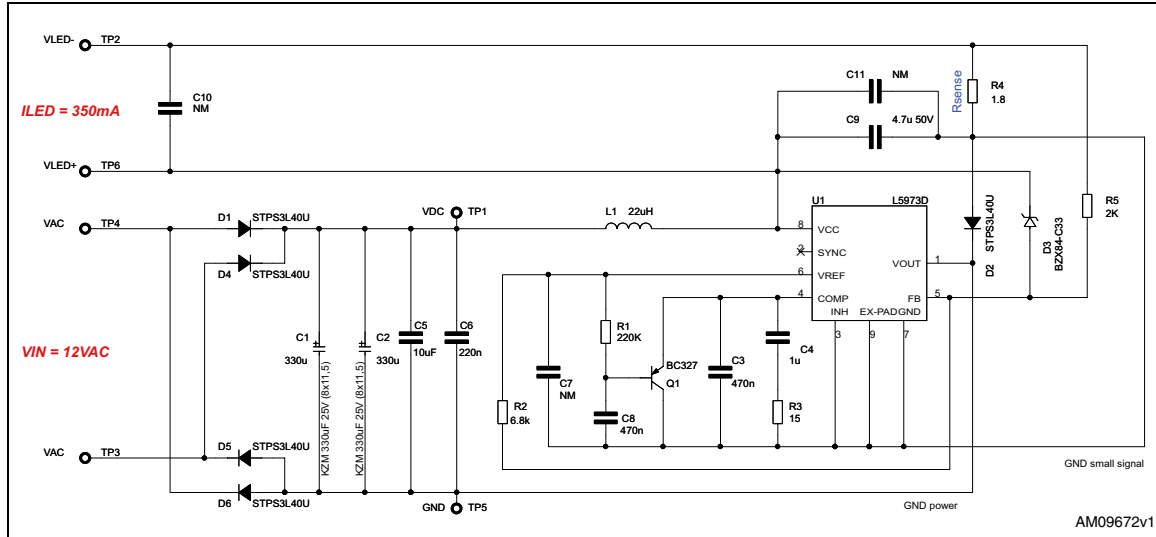 VLED- TP2
C10
NM
ILED = 350mA
VLED+ TP6
C11 NM
C9 4.7u 50V
Rsense
R4
1.8
VAC TP4
D1 STPS3L40U
D4 STPS3L40U
VDC TP1
L1 22uH
U1 L5973D
8 VCC
2 SYNC
6 VREF
4 COMP
VOUT 1
FB 5
INH EX-PAD GND
3 9 7
D2 STPS3L40U
D3
BZX84-C33
R5
2K
VIN = 12VAC
C1
330u
KZM 330uF 25V (8x11,5)
C2
330u
KZM 330uF 25V (8x11,5)
C5
10uF
C6
220n
R2
6.8k
C7
NM
R1
220K
C8
470n
BC327
Q1
C3
470n
C4
1u
R3
15
VAC TP3
D5 STPS3L40U
D6 STPS3L40U
GND TP5
GND small signal
GND power
AM09672v1